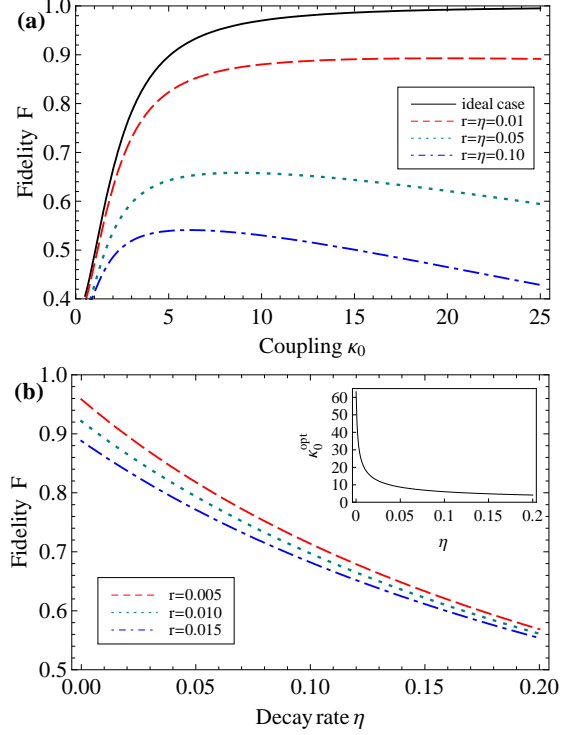 (a)
1.0
0.9
0.8
0.7
0.6
0.5
0.4
Fidelity F
ideal case
r=η=0.01
r=η=0.05
r=η=0.10
0 5 10 15 20 25
Coupling κ0
(b)
1.0
0.9
0.8
0.7
0.6
0.5
Fidelity F
60
50
40
30
20
10
0
κ0opt
0 0.05 0.1 0.15 0.2
η
r=0.005
r=0.010
r=0.015
0.00 0.05 0.10 0.15 0.20
Decay rate η